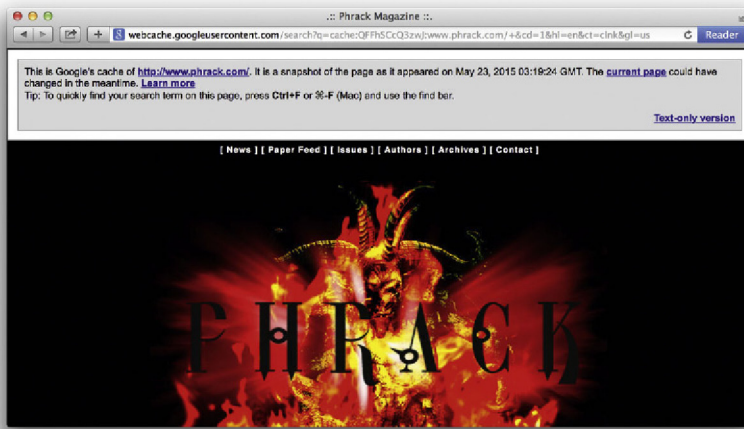 .:: Phrack Magazine ::.
webcache.googleusercontent.com/search?q=cache:QFFhSCcQ3zwJ:www.phrack.com/+&cd=1&hl=en&ct=clnk&gl=us
Reader
This is Google's cache of http://www.phrack.com/. It is a snapshot of the page as it appeared on May 23, 2015 03:19:24 GMT. The current page could have
changed in the meantime. Learn more
Tip: To quickly find your search term on this page, press Ctrl+F or ⌘-F (Mac) and use the find bar.
Text-only version
[ News ] [ Paper Feed ] [ Issues ] [ Authors ] [ Archives ] [ Contact ]
PHRACK